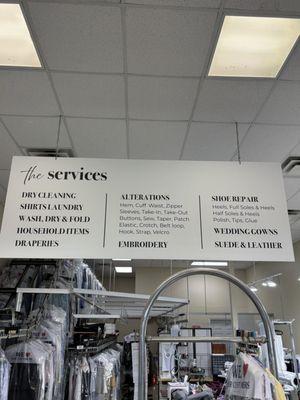 the services
DRY CLEANING
SHIRTS LAUNDRY
WASH, DRY & FOLD
HOUSEHOLD ITEMS
DRAPERIES
ALTERATIONS
Hem, Cuff, Waist, Zipper
Sleeves, Take-In, Take-Out
Buttons, Sew, Taper, Patch
Elastic, Crotch, Belt loop,
Hook, Strap, Velcro
EMBROIDERY
SHOE REPAIR
Heels, Full Soles & Heels
Half Soles & Heels
Polish, Tips, Glue
WEDDING GOWNS
SUEDE & LEATHER